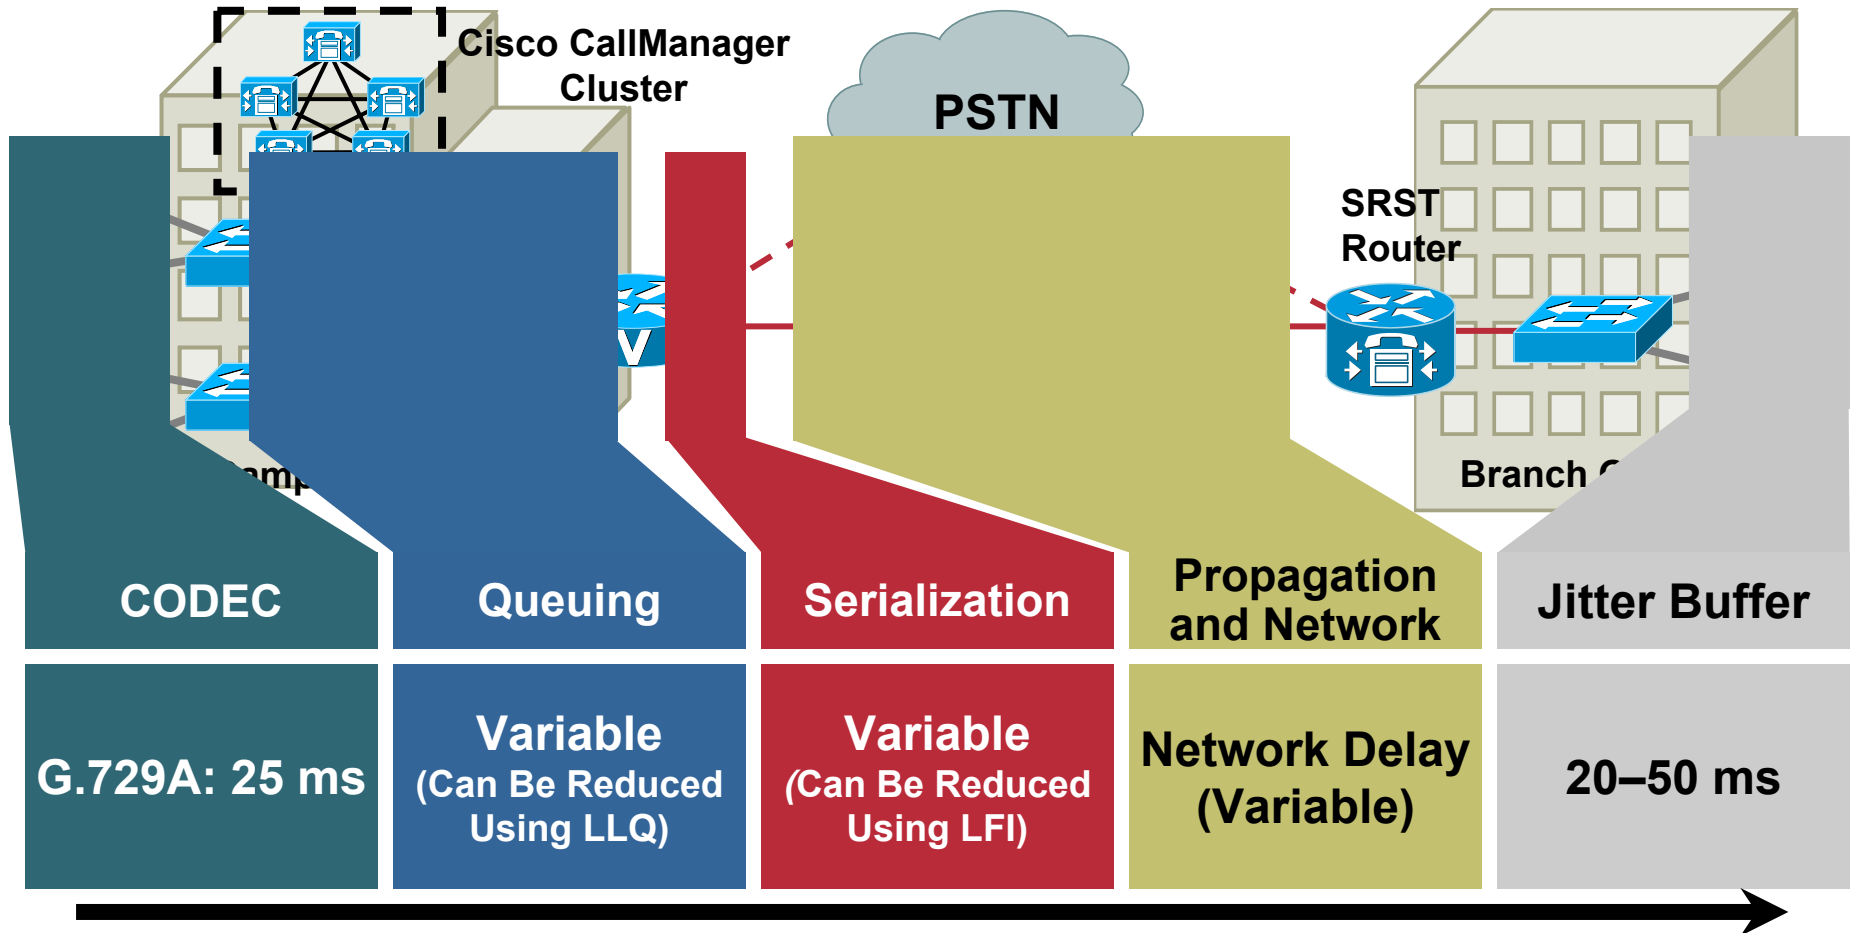 Cisco CallManager
Cluster
PSTN
SRST
Router
V
Branch
CODEC
Queuing
Serialization
Propagation
and Network
Jitter Buffer
G.729A: 25 ms
Variable
(Can Be Reduced
Using LLQ)
Variable
(Can Be Reduced
Using LFI)
Network Delay
(Variable)
20–50 ms